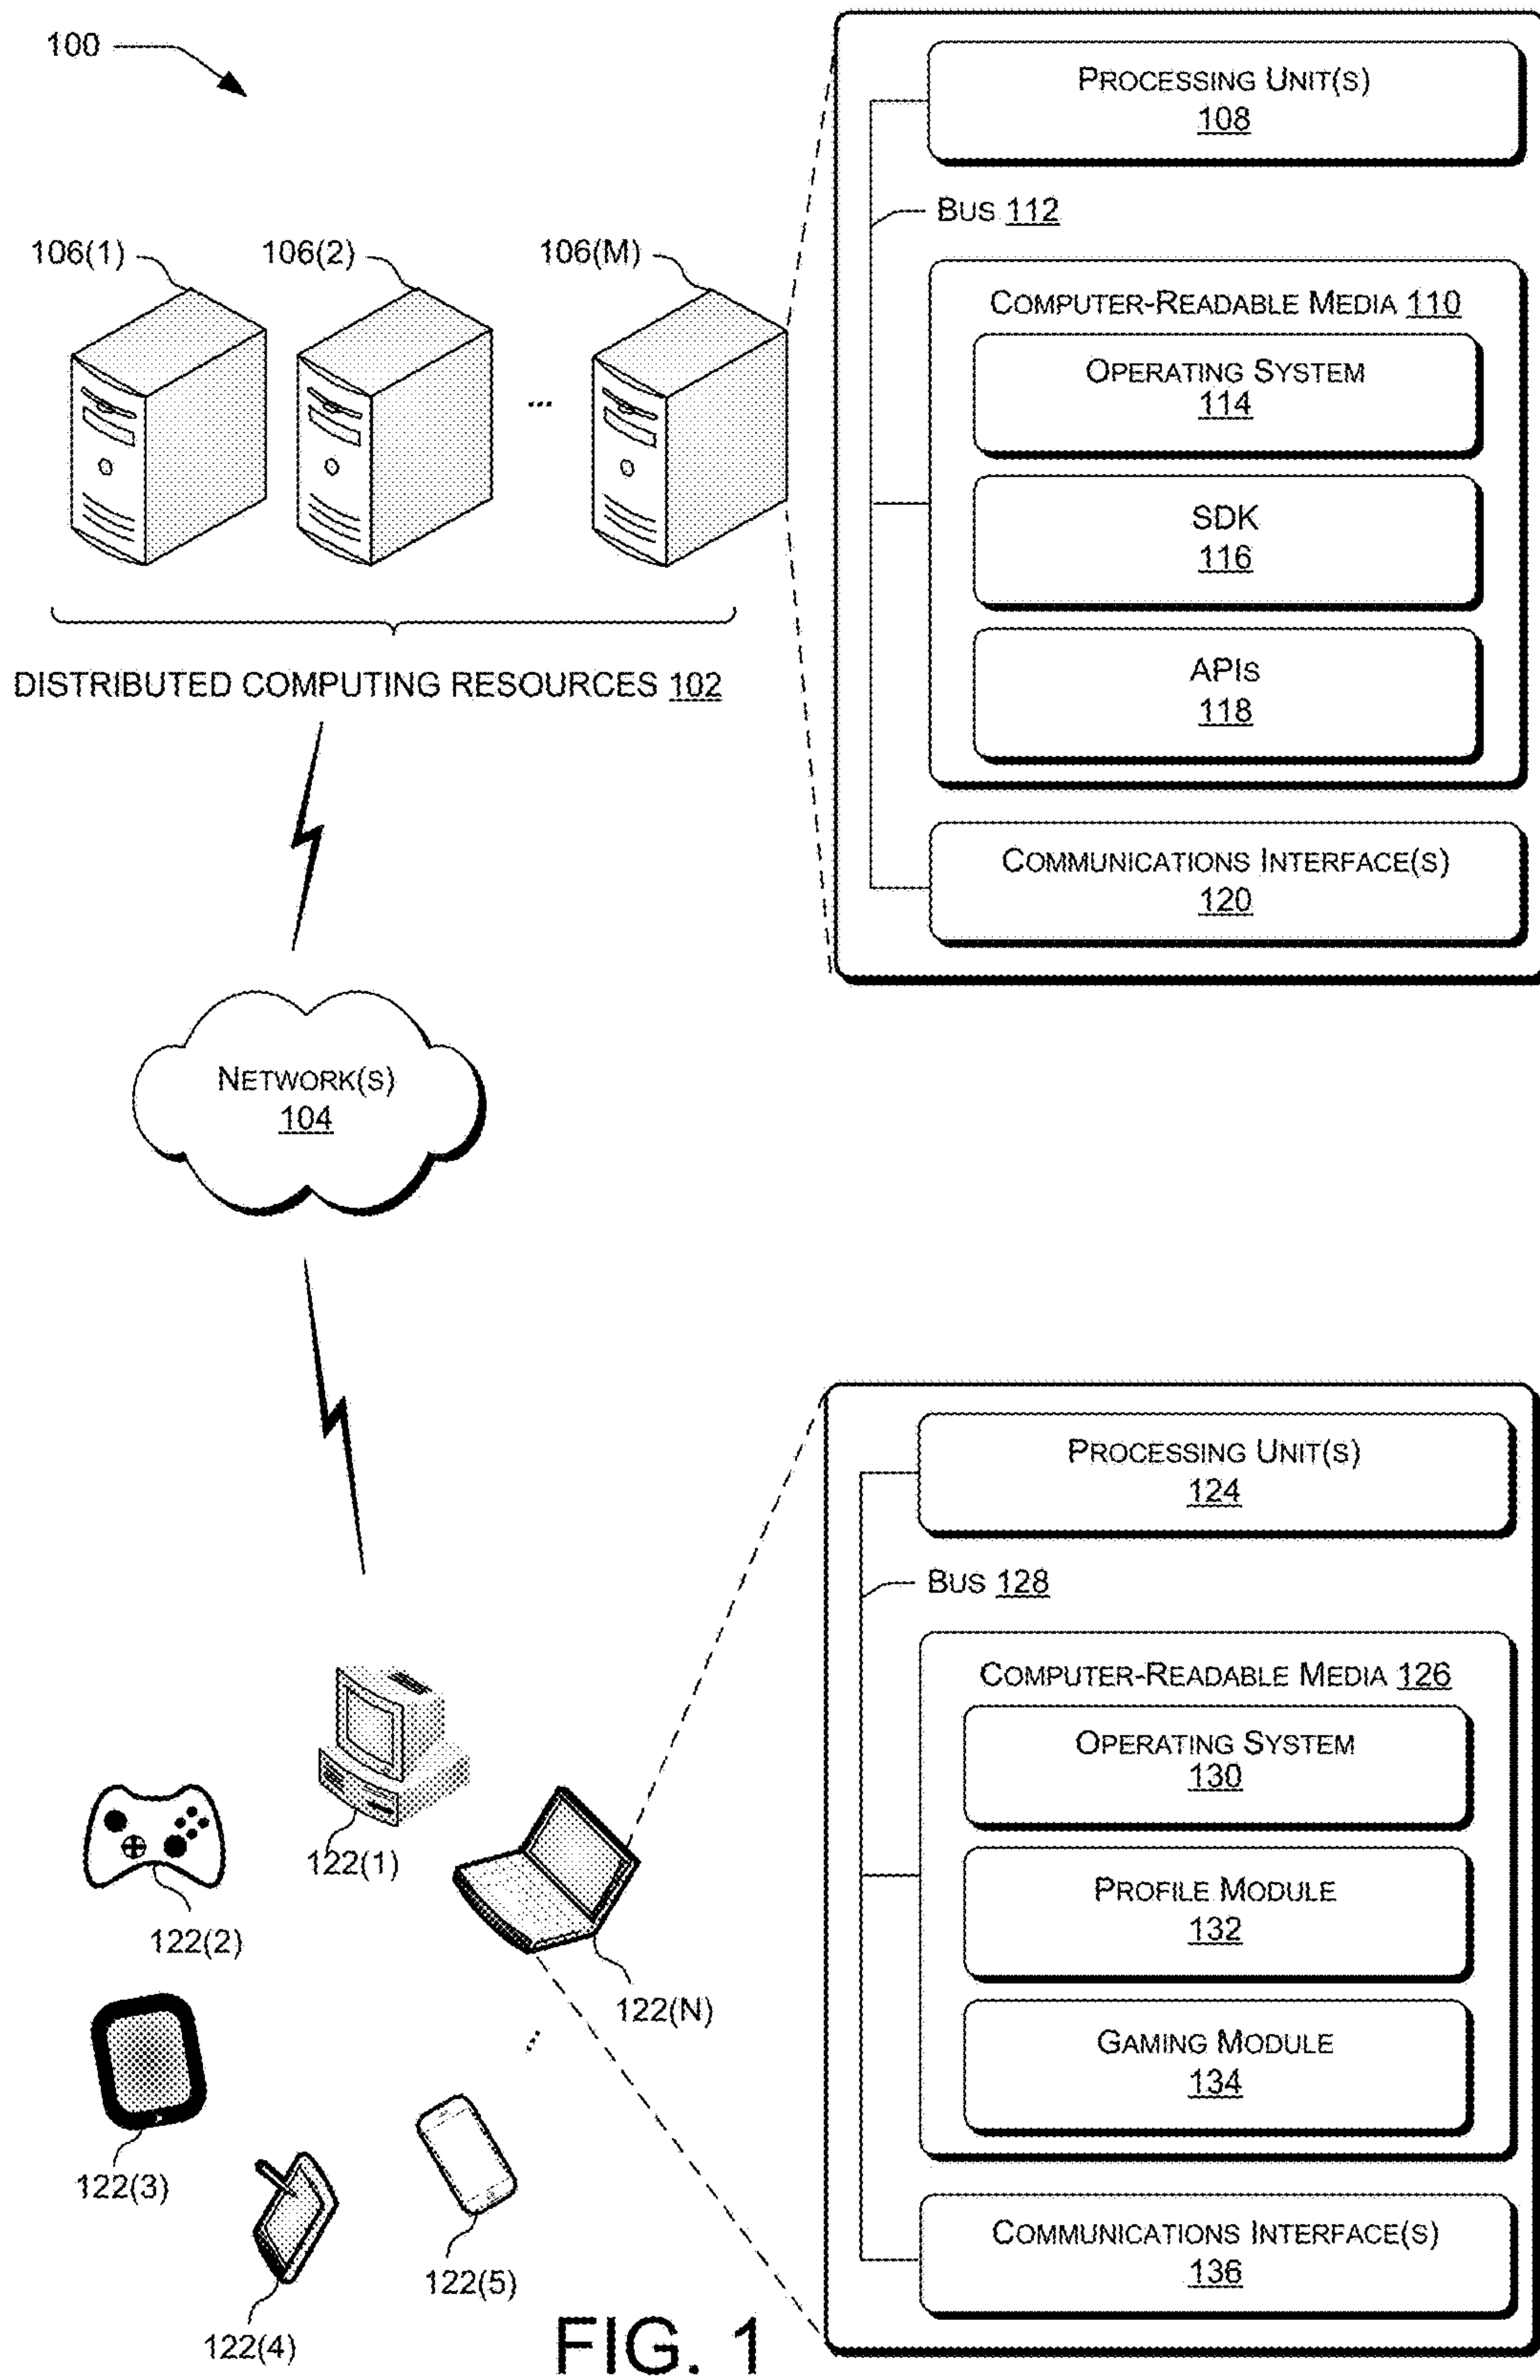 100
106(1)
106(2)
106(M)
...
DISTRIBUTED COMPUTING RESOURCES 102
PROCESSING UNIT(S)
108
BUS 112
COMPUTER-READABLE MEDIA 110
OPERATING SYSTEM
114
SDK
116
APIs
118
COMMUNICATIONS INTERFACE(S)
120
NETWORK(S)
104
122(1)
122(2)
122(N)
...
122(3)
122(5)
122(4)
PROCESSING UNIT(S)
124
BUS 128
COMPUTER-READABLE MEDIA 126
OPERATING SYSTEM
130
PROFILE MODULE
132
GAMING MODULE
134
COMMUNICATIONS INTERFACE(S)
136
FIG. 1